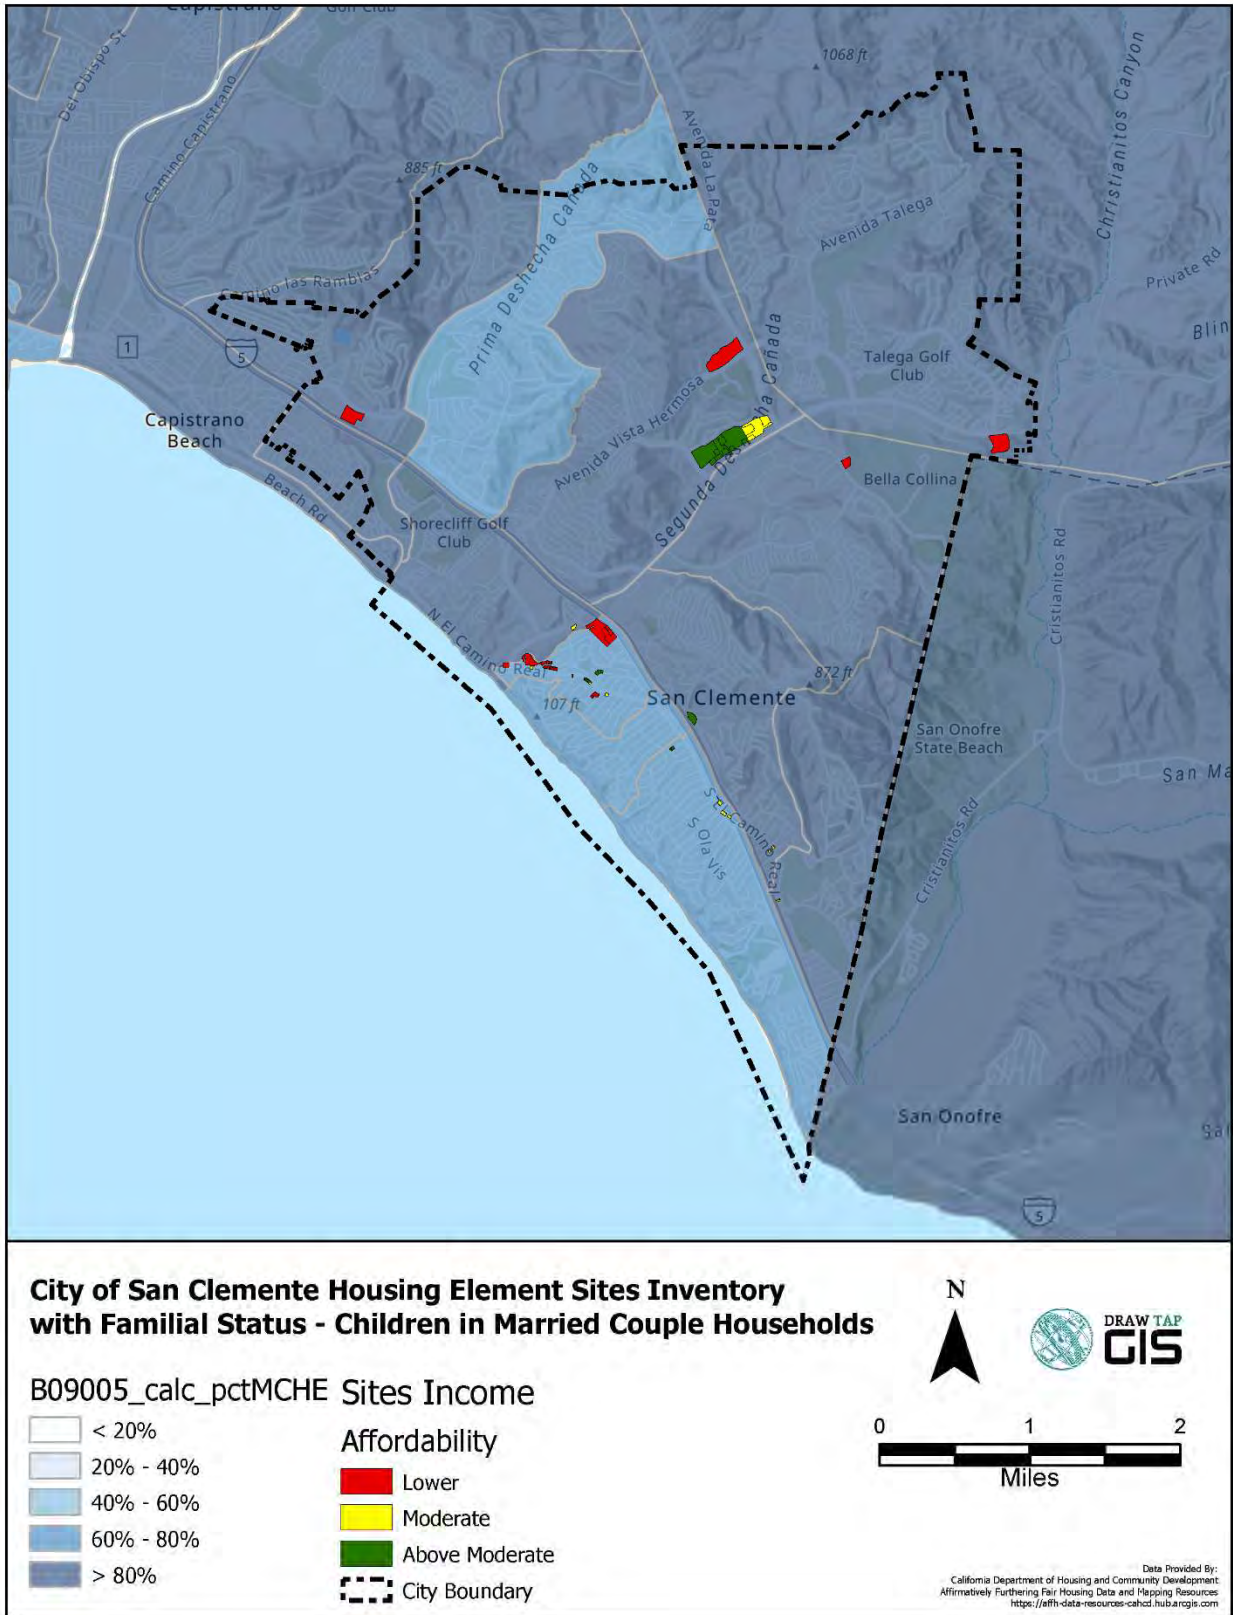 Capistrano
Golf Club
Del Obispo St
Camino Capistrano
1068 ft
Christianitos Canyon
885 ft
Avenida La Pata
Prima Deshecha Cañada
Avenida Talega
Private Rd
Camino las Ramblas
1
5
Talega Golf
Club
Capistrano
Beach
Avenida Vista Hermosa
Segunda
Cañada
Bella Collina
Beach Rd
Shorecliff Golf
Club
Cristianitos Rd
N El Camino Real
107 ft
San Clemente
872 ft
San Onofre
State Beach
S El Camino Real
S Ola Vis
Cristianitos Rd
San Onofre
5
City of San Clemente Housing Element Sites Inventory
with Familial Status - Children in Married Couple Households
N
DRAW TAP
GIS
B09005_calc_pctMCHE
< 20%
20% - 40%
40% - 60%
60% - 80%
> 80%
Sites Income
Affordability
Lower
Moderate
Above Moderate
City Boundary
0 1 2
Miles
Data Provided By:
California Department of Housing and Community Development
Affirmatively Furthering Fair Housing Data and Mapping Resources
https://affh-data-resources-cahcd.hub.arcgis.com